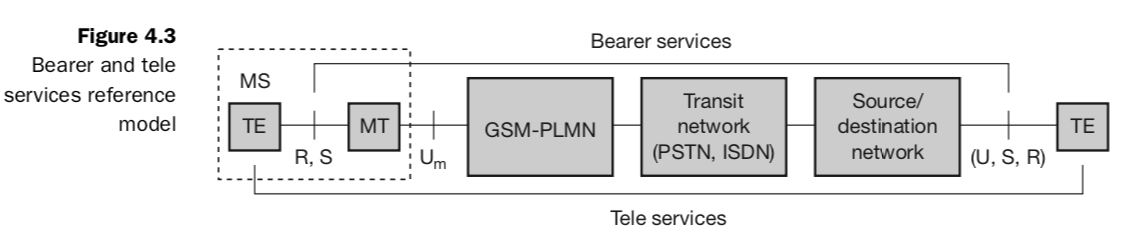 Figure 4.3
Bearer and tele
services reference
model
Bearer services
MS
TE
R, S
MT
Um
GSM-PLMN
Transit
network
(PSTN, ISDN)
Source/
destination
network
(U, S, R)
TE
Tele services